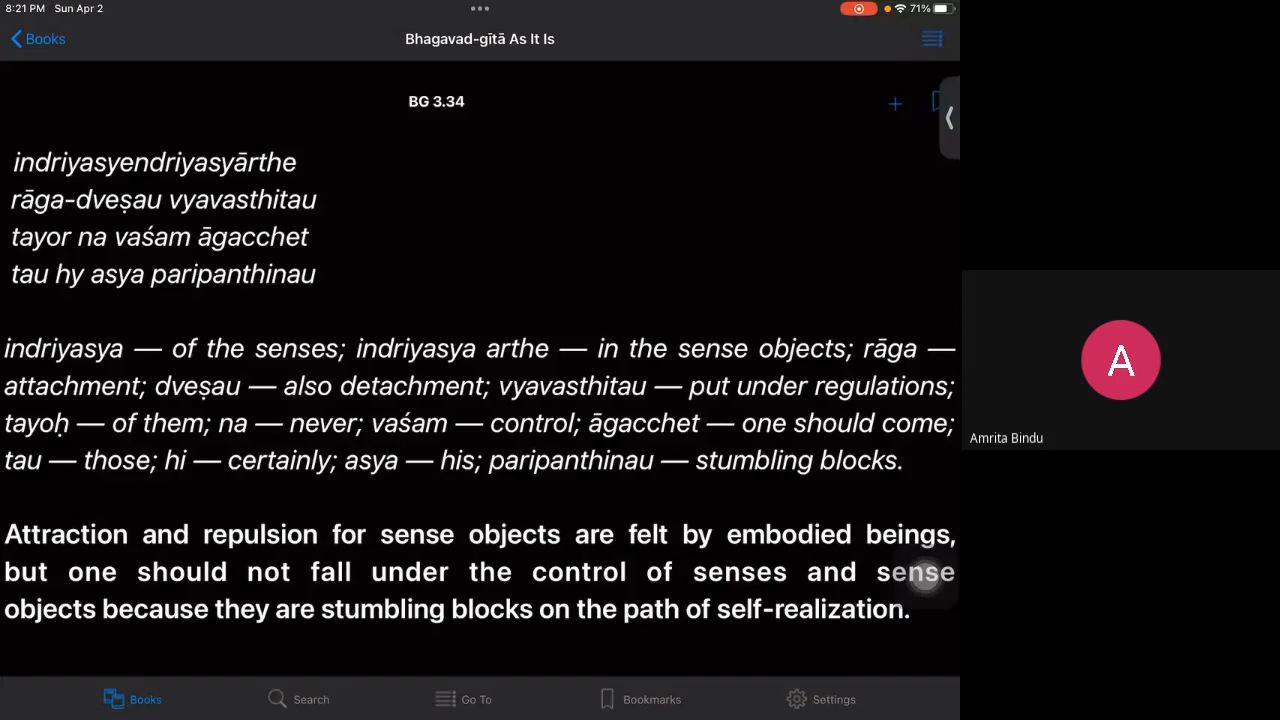 8:21 PM Sun Apr 2
71%
Books
Bhagavad-gītā As It Is
BG 3.34
indriyasyendriyasyārthe
rāga-dveṣau vyavasthitau
tayor na vaśam āgacchet
tau hy asya paripanthinau
indriyasya — of the senses; indriyasya arthe — in the sense objects; rāga —
attachment; dveṣau — also detachment; vyavasthitau — put under regulations;
tayoḥ — of them; na — never; vaśam — control; āgacchet — one should come;
tau — those; hi — certainly; asya — his; paripanthinau — stumbling blocks.
Attraction and repulsion for sense objects are felt by embodied beings,
but one should not fall under the control of senses and sense
objects because they are stumbling blocks on the path of self-realization.
A
Amrita Bindu
Books
Search
Go To
Bookmarks
Settings